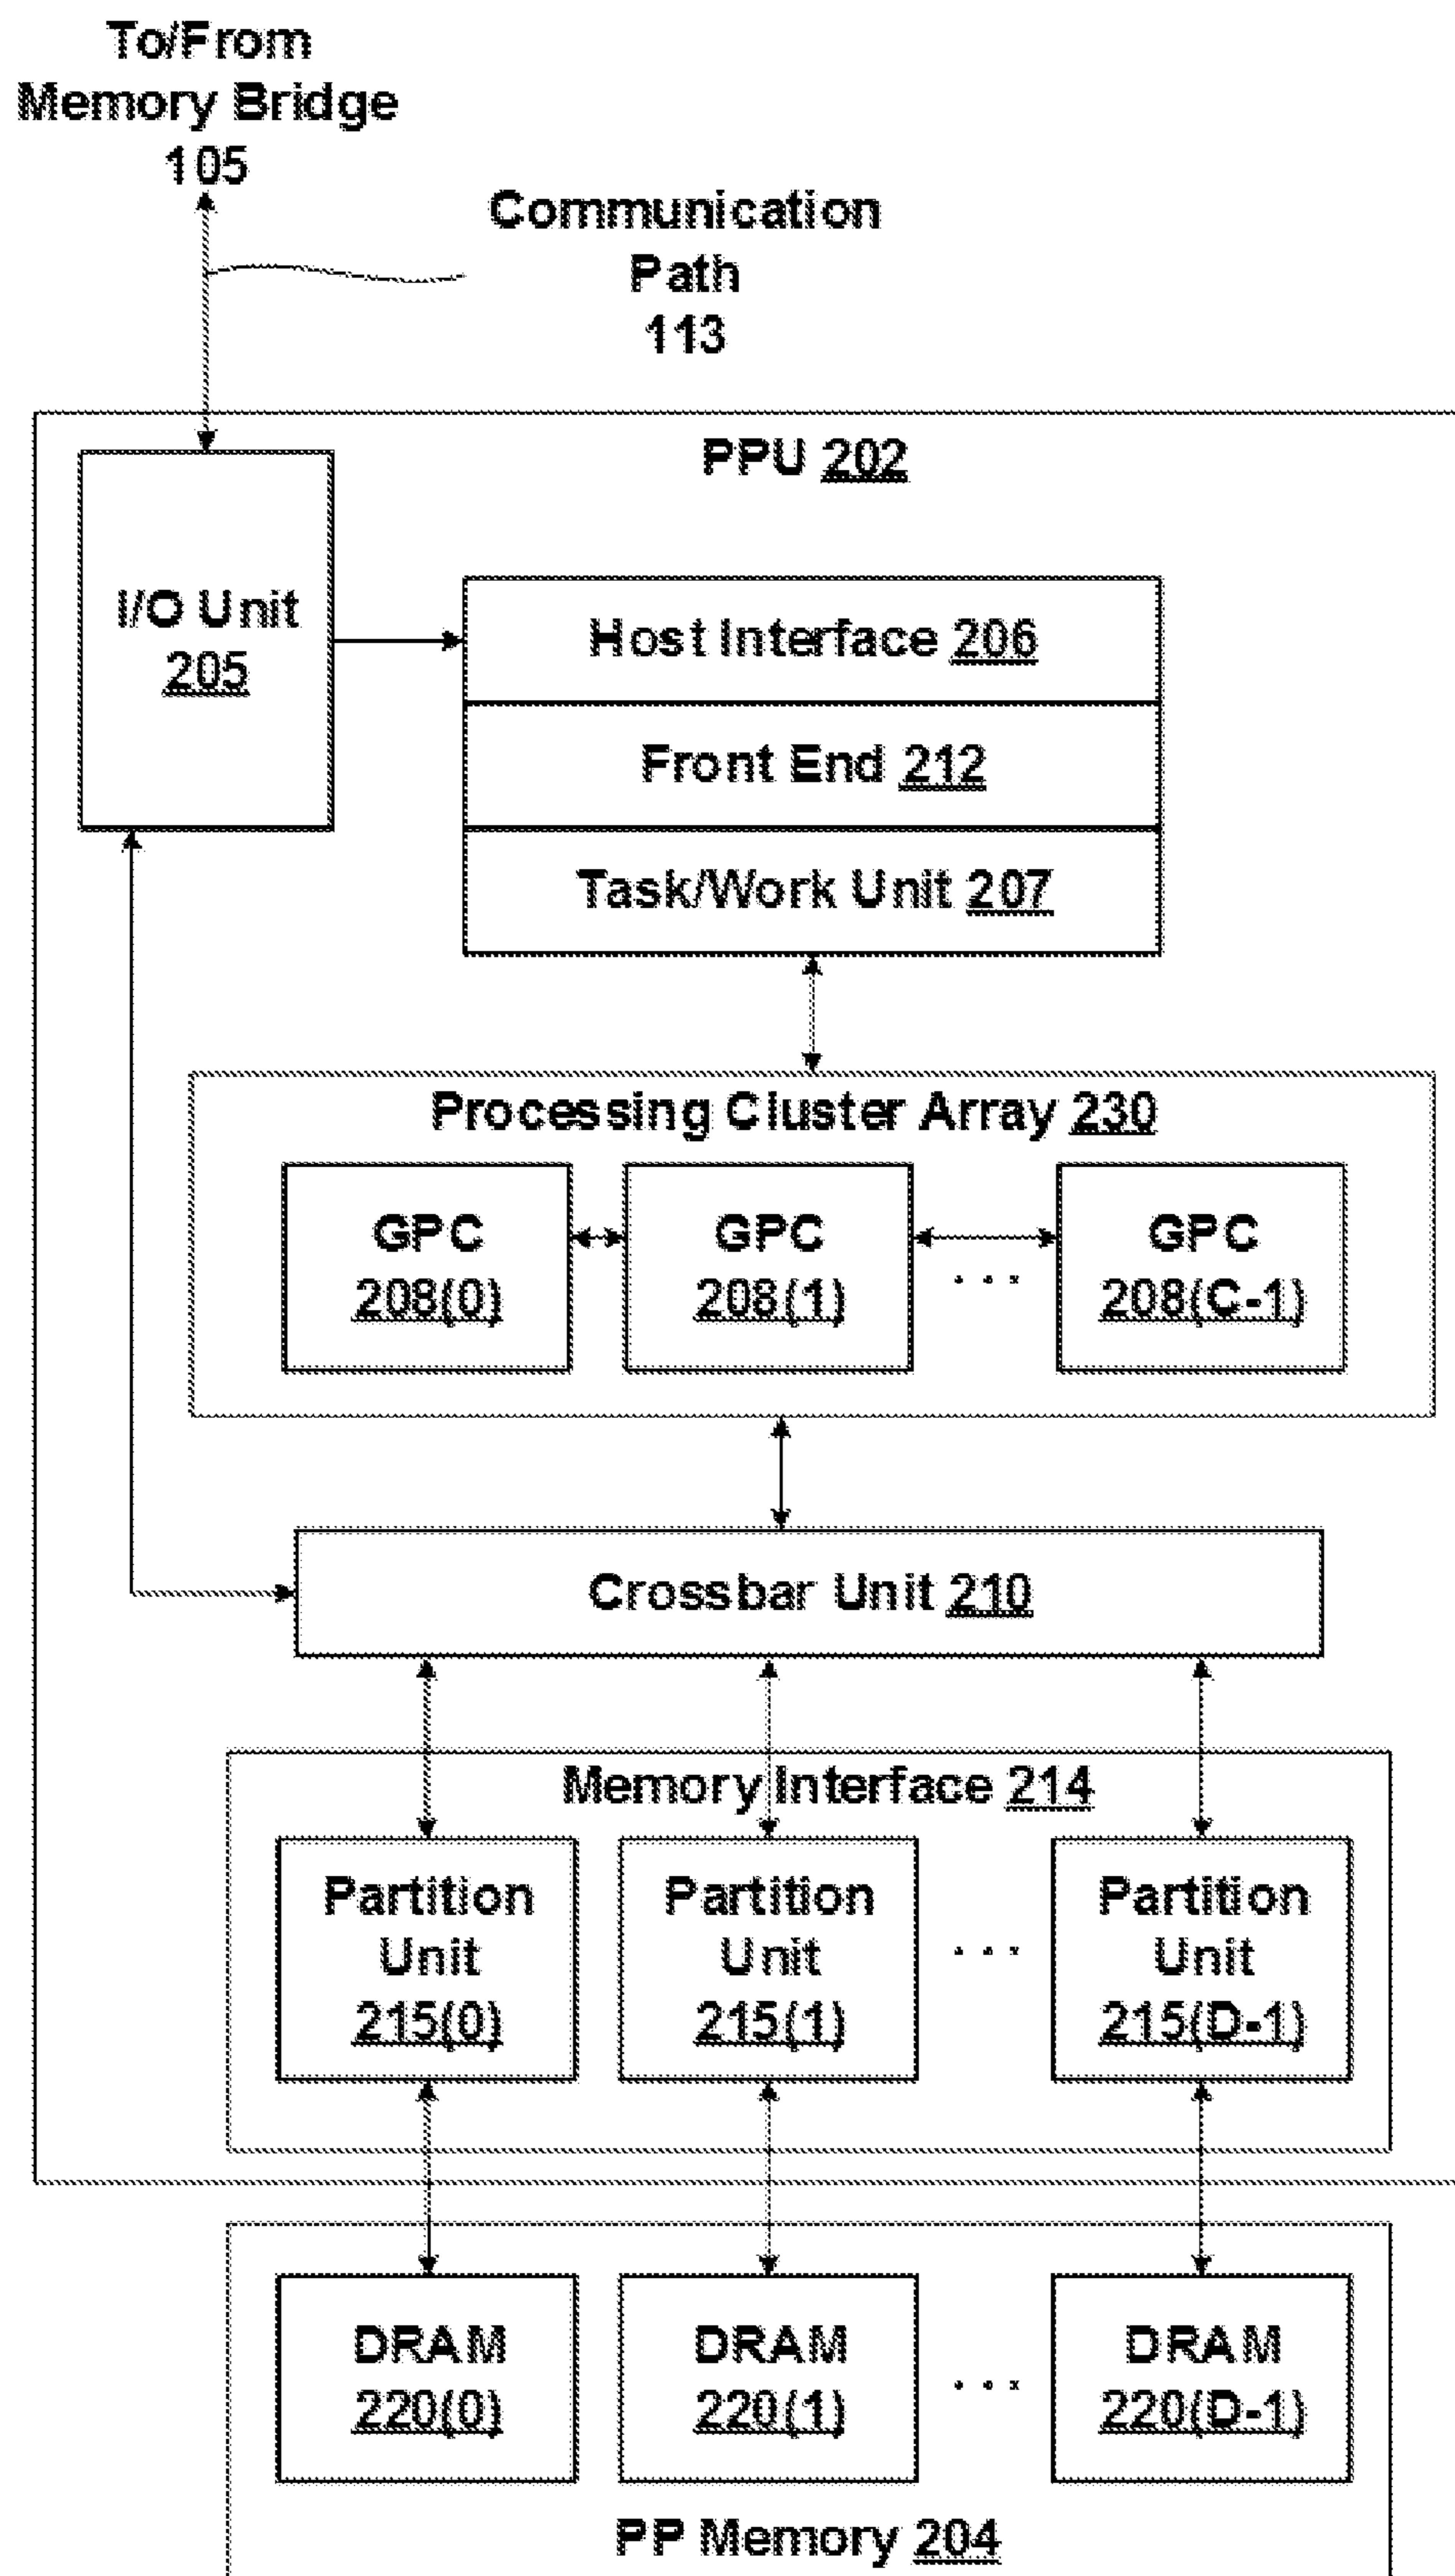 To/From
Memory Bridge
105
Communication
Path
113
PPU 202
I/O Unit
205
Host Interface 206
Front End 212
Task/Work Unit 207
Processing Cluster Array 230
GPC
208(0)
GPC
208(1)
. . .
GPC
208(C-1)
Crossbar Unit 210
Memory Interface 214
Partition
Unit
215(0)
Partition
Unit
215(1)
. . .
Partition
Unit
215(D-1)
DRAM
220(0)
DRAM
220(1)
. . .
DRAM
220(D-1)
PP Memory 204